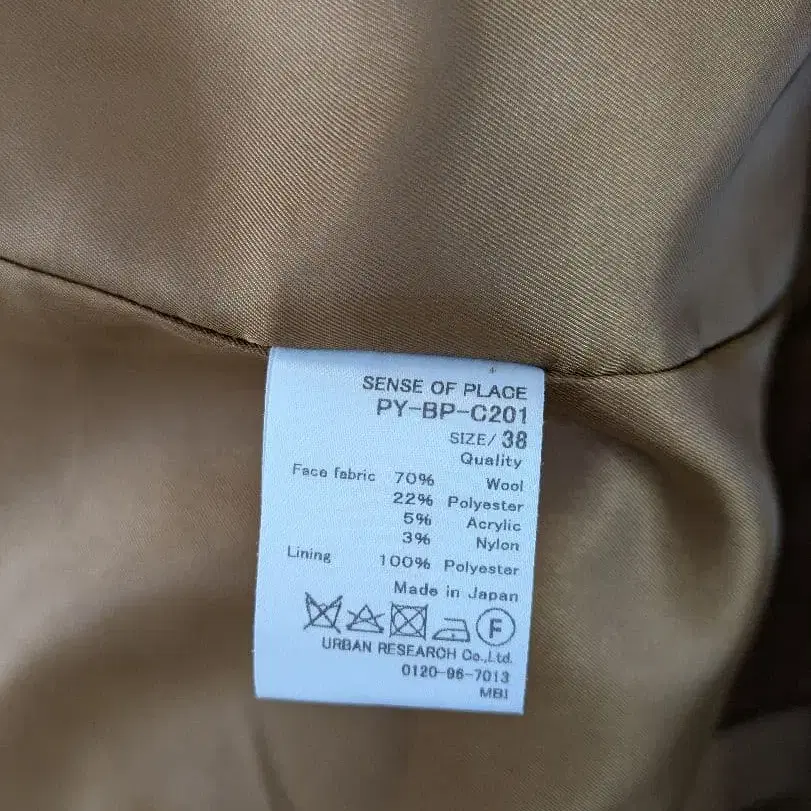 SENSE OF PLACE
PY-BP-C201
SIZE/ 38
Quality
Face fabric 70% Wool
22% Polyester
5% Acrylic
3% Nylon
Lining 100% Polyester
Made in Japan
F
URBAN RESEARCH Co.,Ltd.
0120-96-7013
MBI